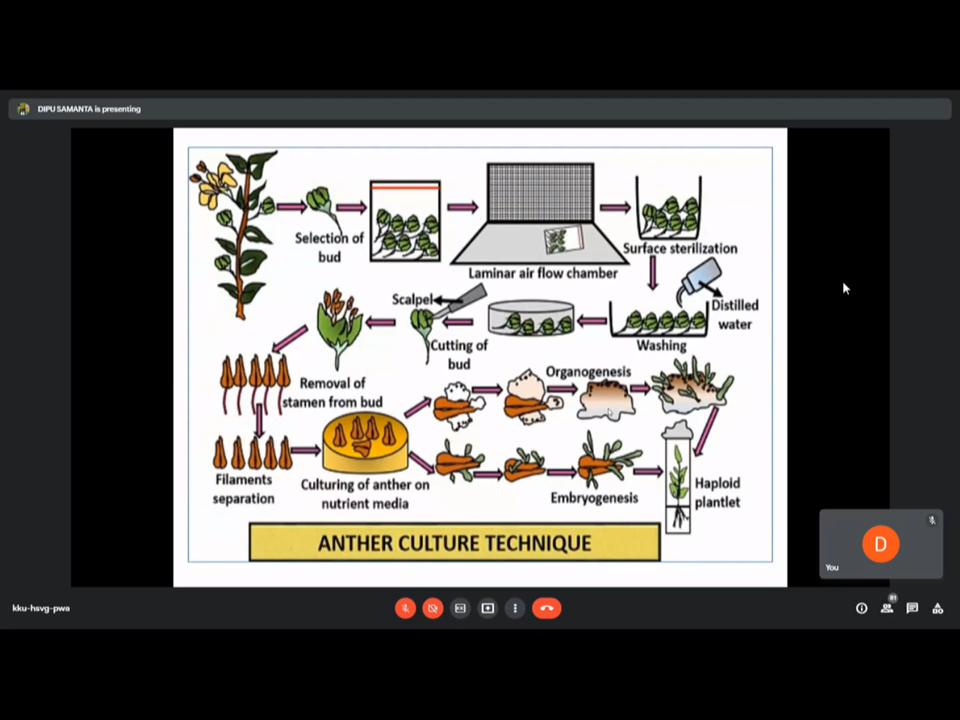 DIPU SAMANTA is presenting
Selection of
bud
Laminar air flow chamber
Surface sterilization
Distilled
water
Washing
Scalpel
Cutting of
bud
Removal of
stamen from bud
Organogenesis
Filaments
separation
Culturing of anther on
nutrient media
Embryogenesis
Haploid
plantlet
ANTHER CULTURE TECHNIQUE
D
You
kku-hsvg-pwa
81